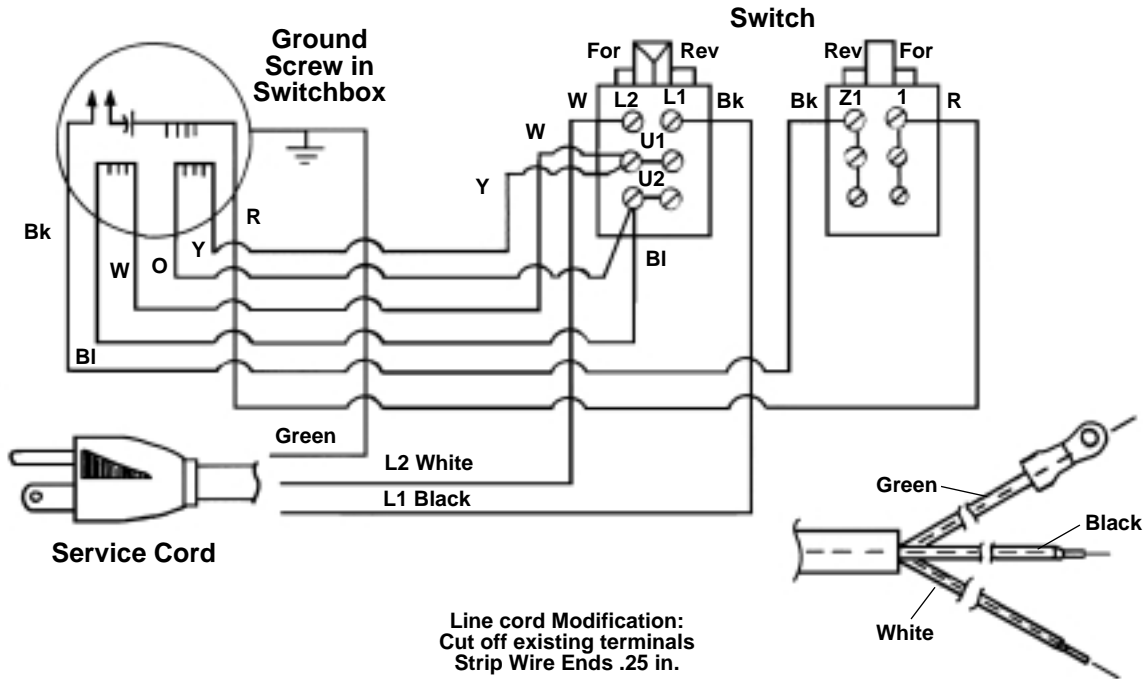 Switch
Ground
Screw in
Switchbox
For Rev
Rev For
W L2 L1 Bk
Bk Z1 1 R
W U1
Y U2
Bk R
Y
W O
Bl
Bl
Green
L2 White
L1 Black
Service Cord
Green
Black
White
Line cord Modification:
Cut off existing terminals
Strip Wire Ends .25 in.